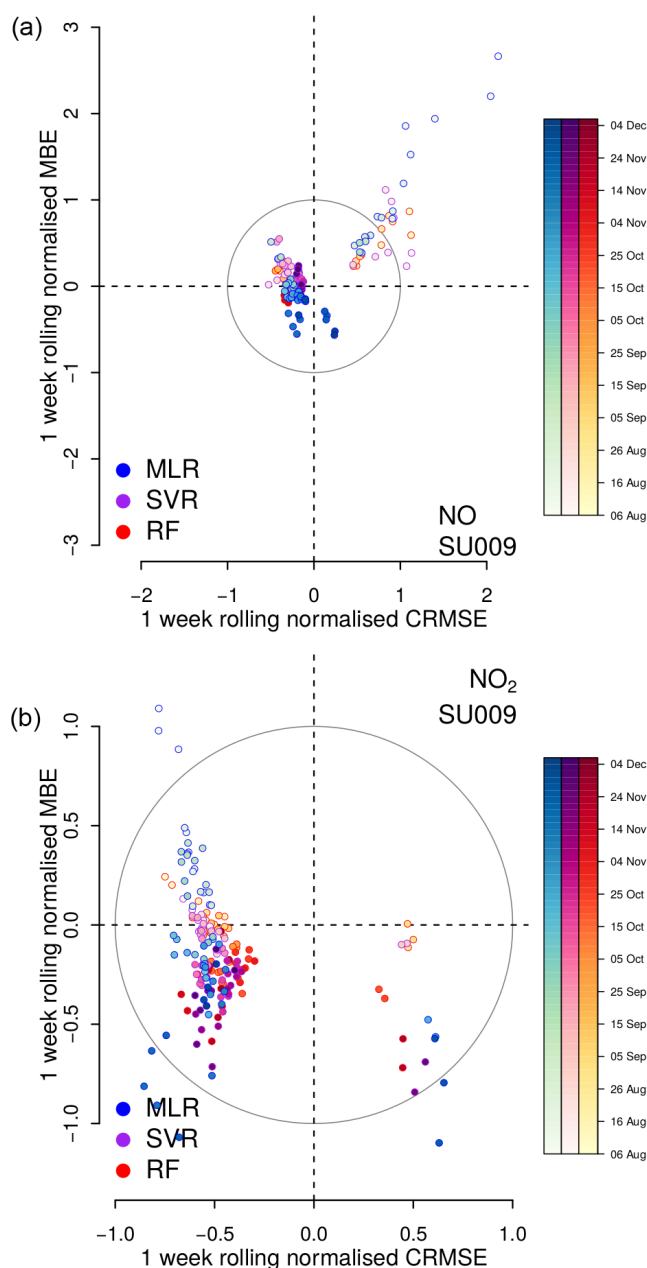 (a)
3
2
1
0
−1
−2
−3
1 week rolling normalised MBE
MLR
SVR
RF
NO
SU009
−2 −1 0 1 2
1 week rolling normalised CRMSE
04 Dec
24 Nov
14 Nov
04 Nov
25 Oct
15 Oct
05 Oct
25 Sep
15 Sep
05 Sep
26 Aug
16 Aug
06 Aug
(b)
NO₂
SU009
1.0
0.5
0.0
−0.5
−1.0
1 week rolling normalised MBE
MLR
SVR
RF
−1.0 −0.5 0.0 0.5 1.0
1 week rolling normalised CRMSE
04 Dec
24 Nov
14 Nov
04 Nov
25 Oct
15 Oct
05 Oct
25 Sep
15 Sep
05 Sep
26 Aug
16 Aug
06 Aug